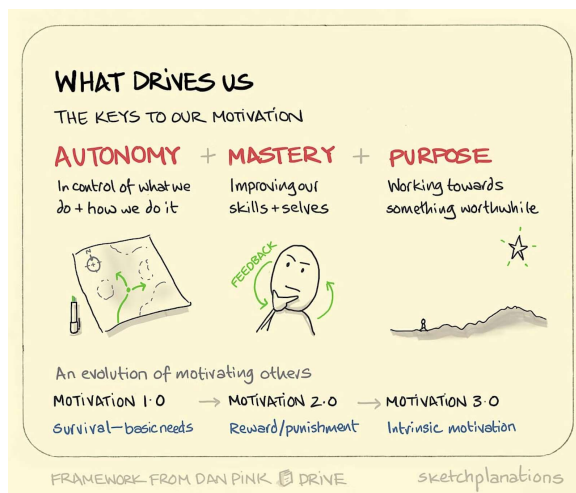 WHAT DRIVES US
THE KEYS TO OUR MOTIVATION
AUTONOMY + MASTERY + PURPOSE
In control of what we do + how we do it
Improving our skills + selves
Working towards something worthwhile
N
FEEDBACK
An evolution of motivating others
MOTIVATION 1.0 → MOTIVATION 2.0 → MOTIVATION 3.0
Survival—basic needs
Reward/punishment
Intrinsic motivation
FRAMEWORK FROM DAN PINK DRIVE
sketchplanations